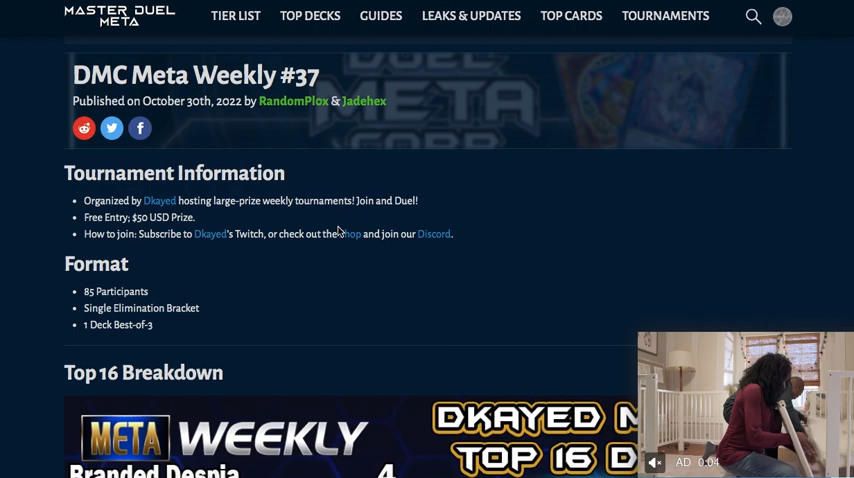 MASTER DUEL
META
TIER LIST
TOP DECKS
GUIDES
LEAKS & UPDATES
TOP CARDS
TOURNAMENTS
DMC Meta Weekly #37
Published on October 30th, 2022 by RandomPlox & Jadehex
Tournament Information
Organized by Dkayed hosting large-prize weekly tournaments! Join and Duel!
Free Entry; $50 USD Prize.
How to join: Subscribe to Dkayed's Twitch, or check out the shop and join our Discord.
Format
85 Participants
Single Elimination Bracket
1 Deck Best-of-3
Top 16 Breakdown
META WEEKLY
DKAYED M
TOP 16 D
Branded Despia 4
AD 0:04